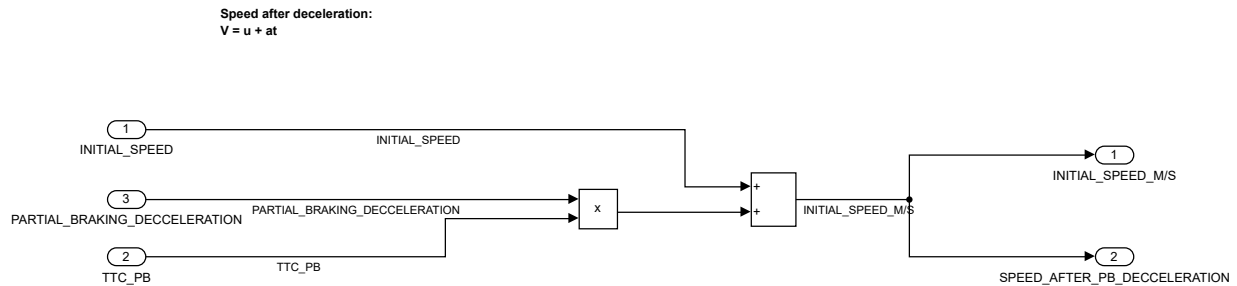 Speed after deceleration:
V = u + at
1
INITIAL_SPEED
INITIAL_SPEED
3
PARTIAL_BRAKING_DECCELERATION
PARTIAL_BRAKING_DECCELERATION
x
2
TTC_PB
TTC_PB
+
+
INITIAL_SPEED_M/S
1
INITIAL_SPEED_M/S
2
SPEED_AFTER_PB_DECCELERATION